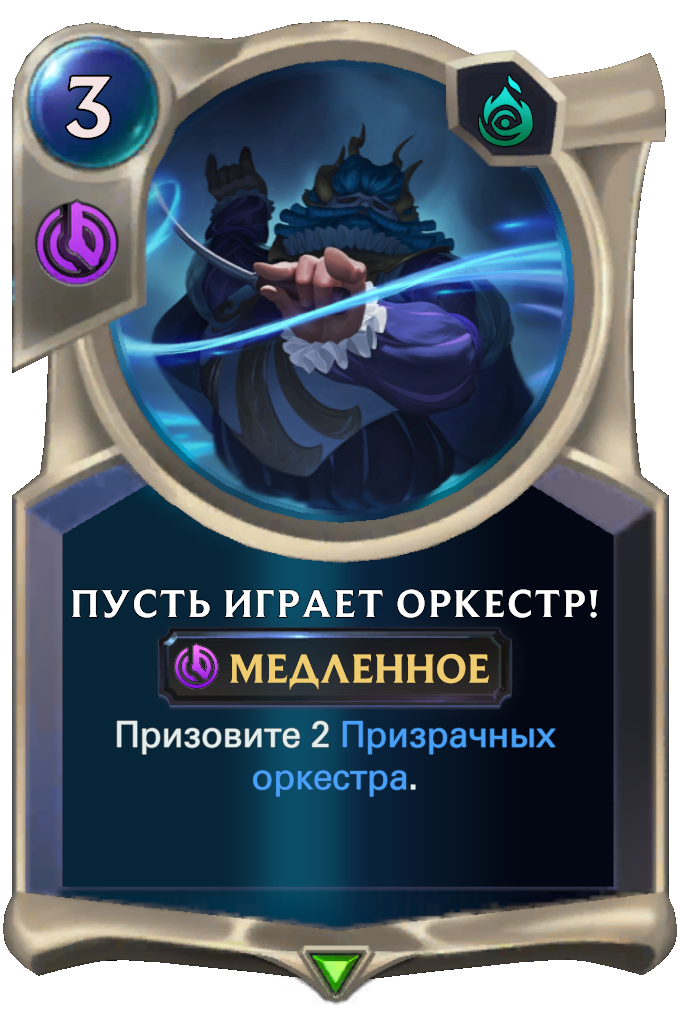 3
ПУСТЬ ИГРАЕТ ОРКЕСТР!
МЕДЛЕННОЕ
Призовите 2 Призрачных
оркестра.